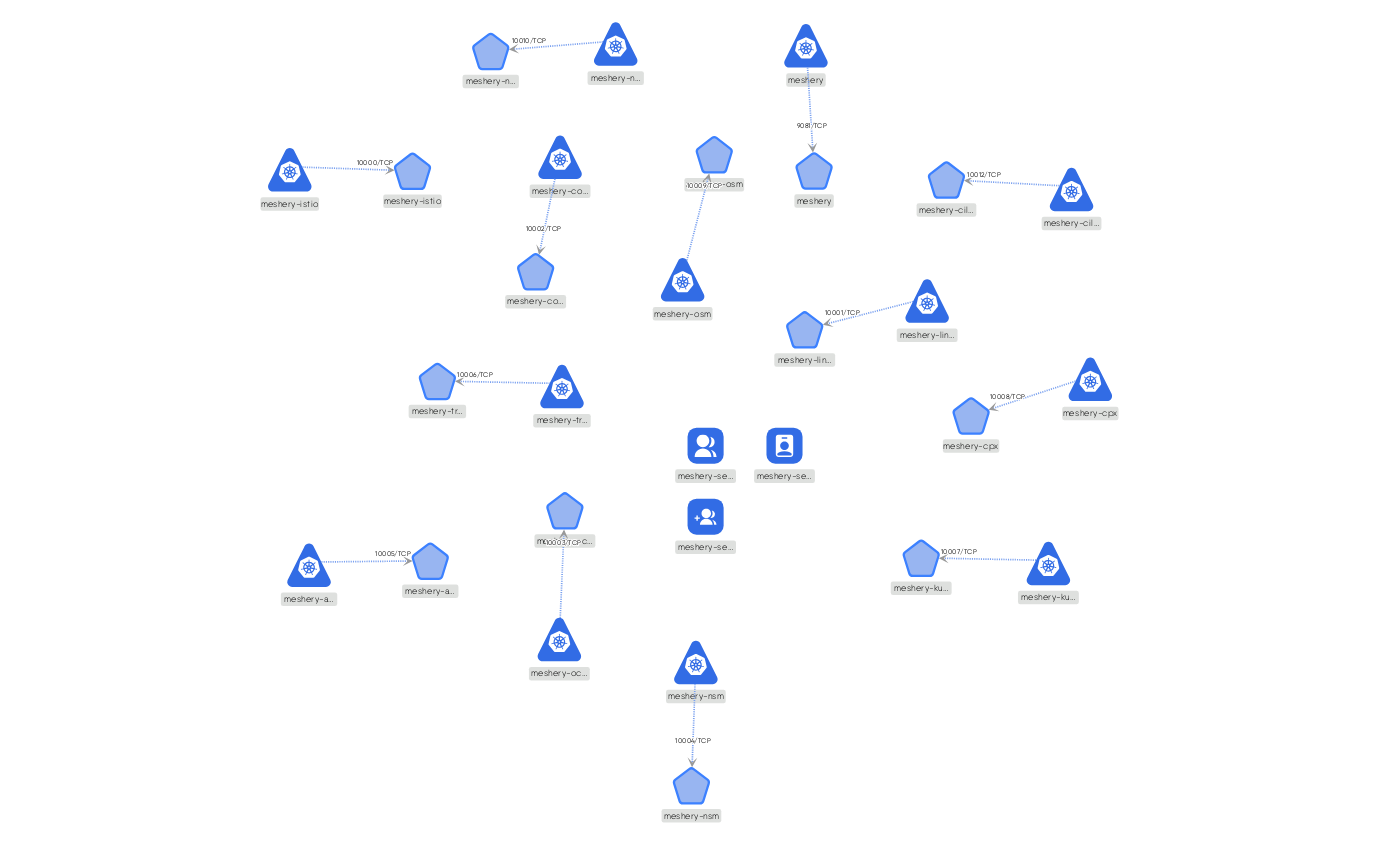 10010/TCP
meshery-n...
meshery-n...
meshery
9081/TCP
meshery
10000/TCP
meshery-istio
meshery-istio
meshery-co...
10002/TCP
meshery-co...
10009/TCP
-osm
meshery-osm
10012/TCP
meshery-cil...
meshery-cil...
10001/TCP
meshery-lin...
meshery-lin...
10006/TCP
meshery-tr...
meshery-tr...
10008/TCP
meshery-cpx
meshery-cpx
meshery-se...
meshery-se...
meshery-se...
10005/TCP
meshery-a...
meshery-a...
10003/TCP
meshery-oc...
10007/TCP
meshery-ku...
meshery-ku...
meshery-nsm
10004/TCP
meshery-nsm